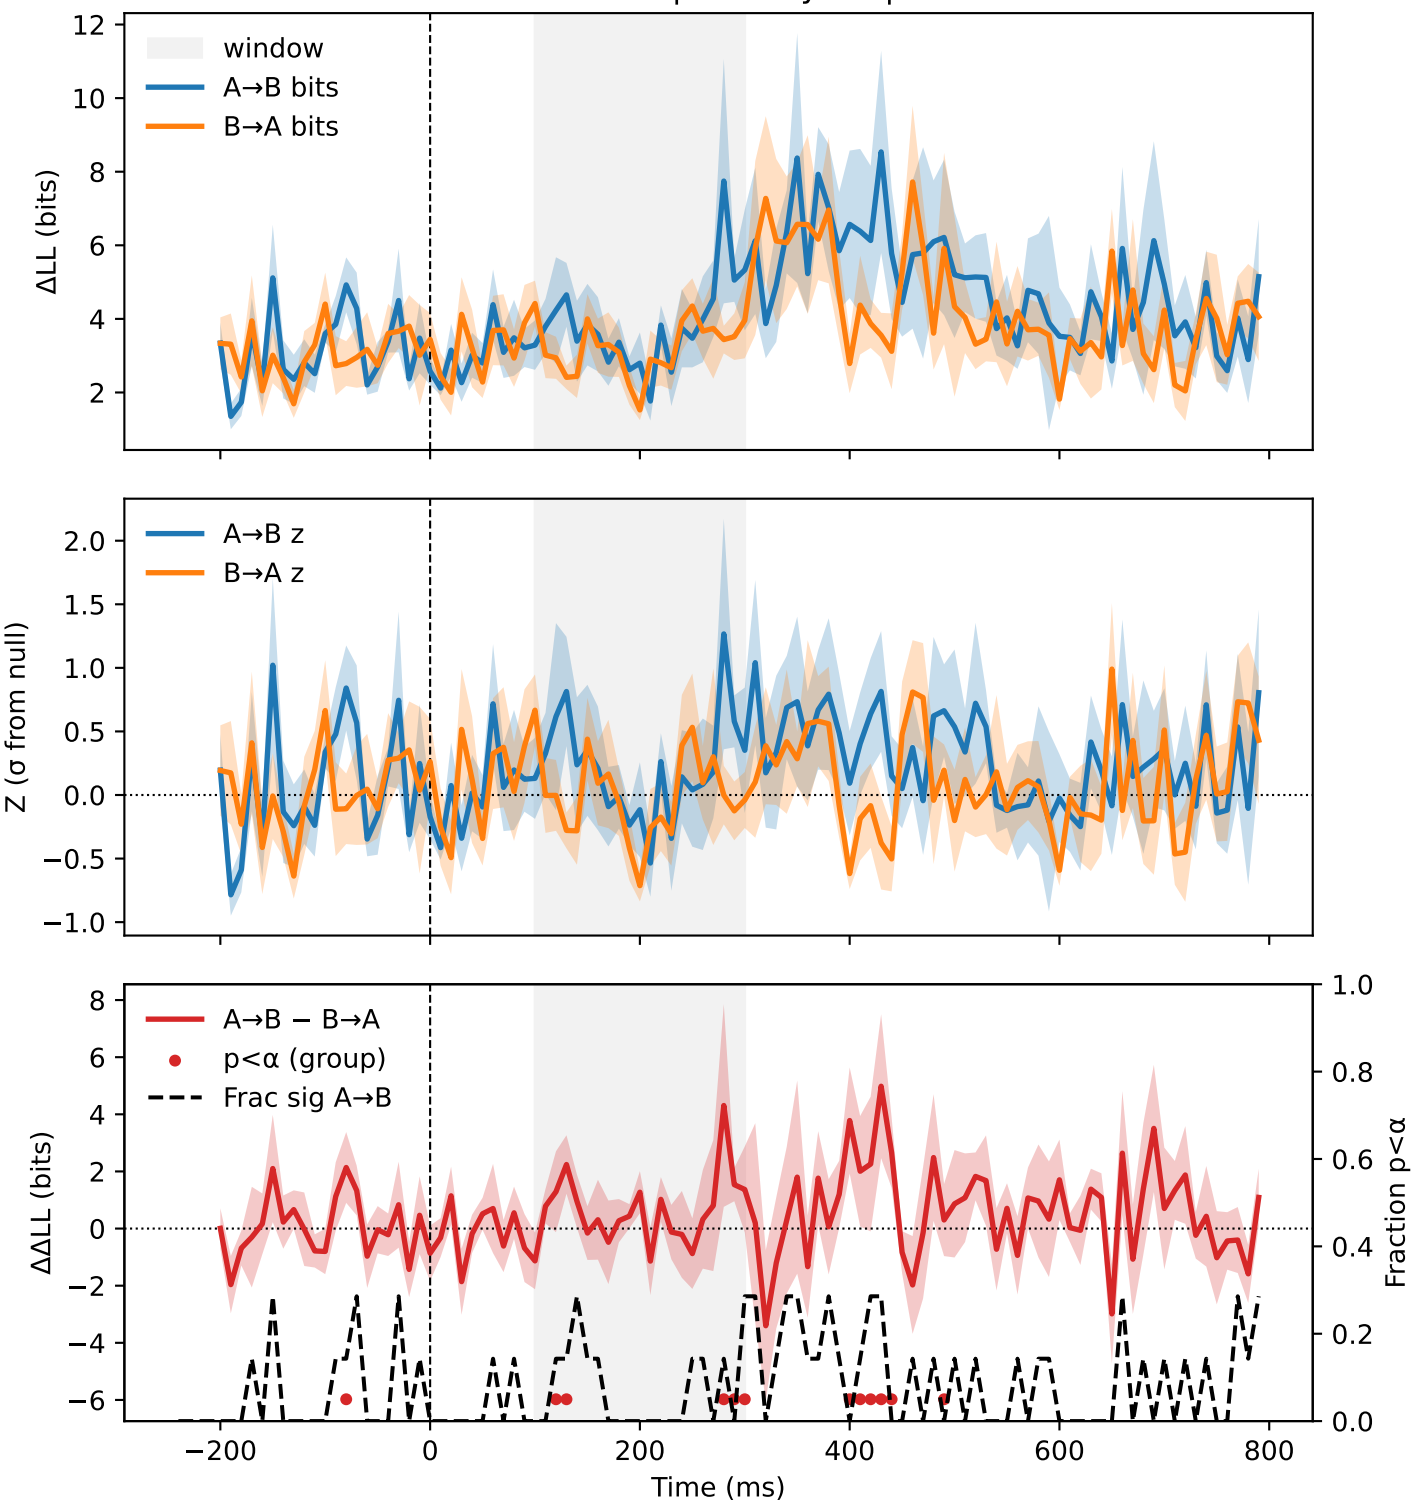 12
10
8
6
4
2
ΔLL (bits)
window
A→B bits
B→A bits
2.0
1.5
1.0
0.5
0.0
−0.5
−1.0
Z (σ from null)
A→B z
B→A z
8
6
4
2
0
−2
−4
−6
ΔΔLL (bits)
A→B − B→A
p<α (group)
Frac sig A→B
1.0
0.8
0.6
0.4
0.2
0.0
Fraction p<α
−200
0
200
400
600
800
Time (ms)